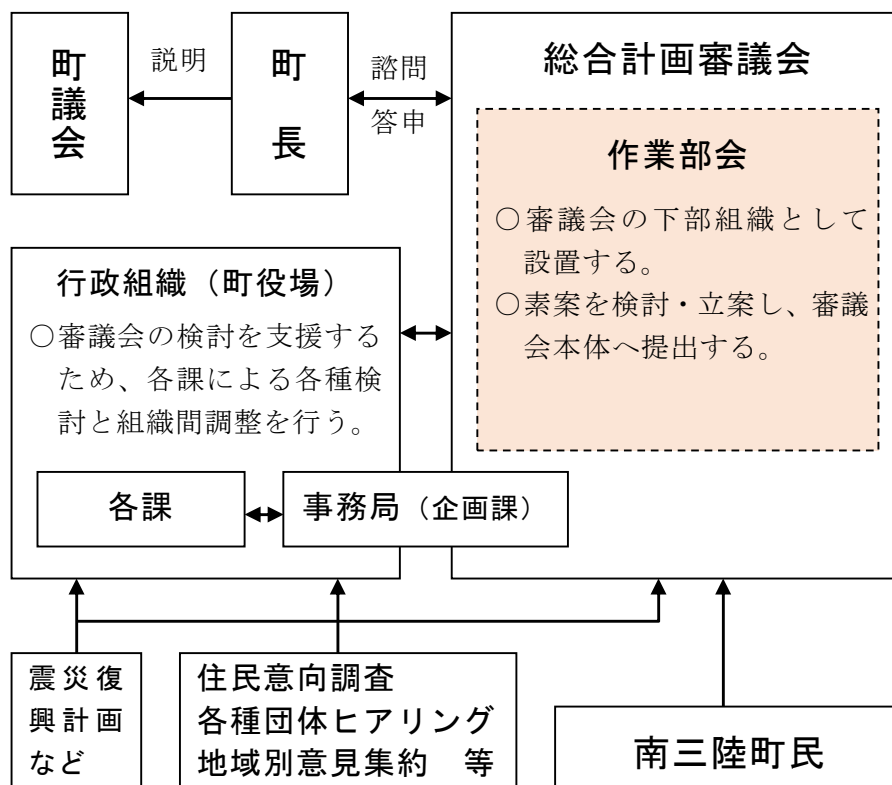 町議会
説明
町長
諮問
答申
総合計画審議会
作業部会
○審議会の下部組織として
設置する。
○素案を検討・立案し、審議
会本体へ提出する。
行政組織（町役場）
○審議会の検討を支援する
ため、各課による各種検
討と組織間調整を行う。
各課
事務局（企画課）
震災復
興計画
など
住民意向調査
各種団体ヒアリング
地域別意見集約　等
南三陸町民